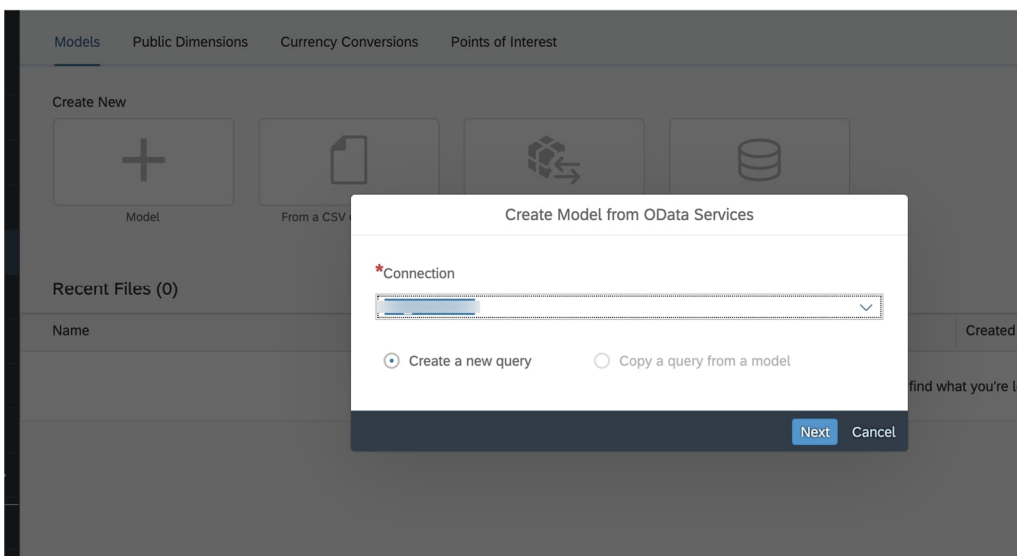 Models Public Dimensions Currency Conversions Points of Interest
Create New
Model From a CSV
Create Model from OData Services
*Connection
Recent Files (0)
Name Created
Create a new query Copy a query from a model
find what you're
Next Cancel